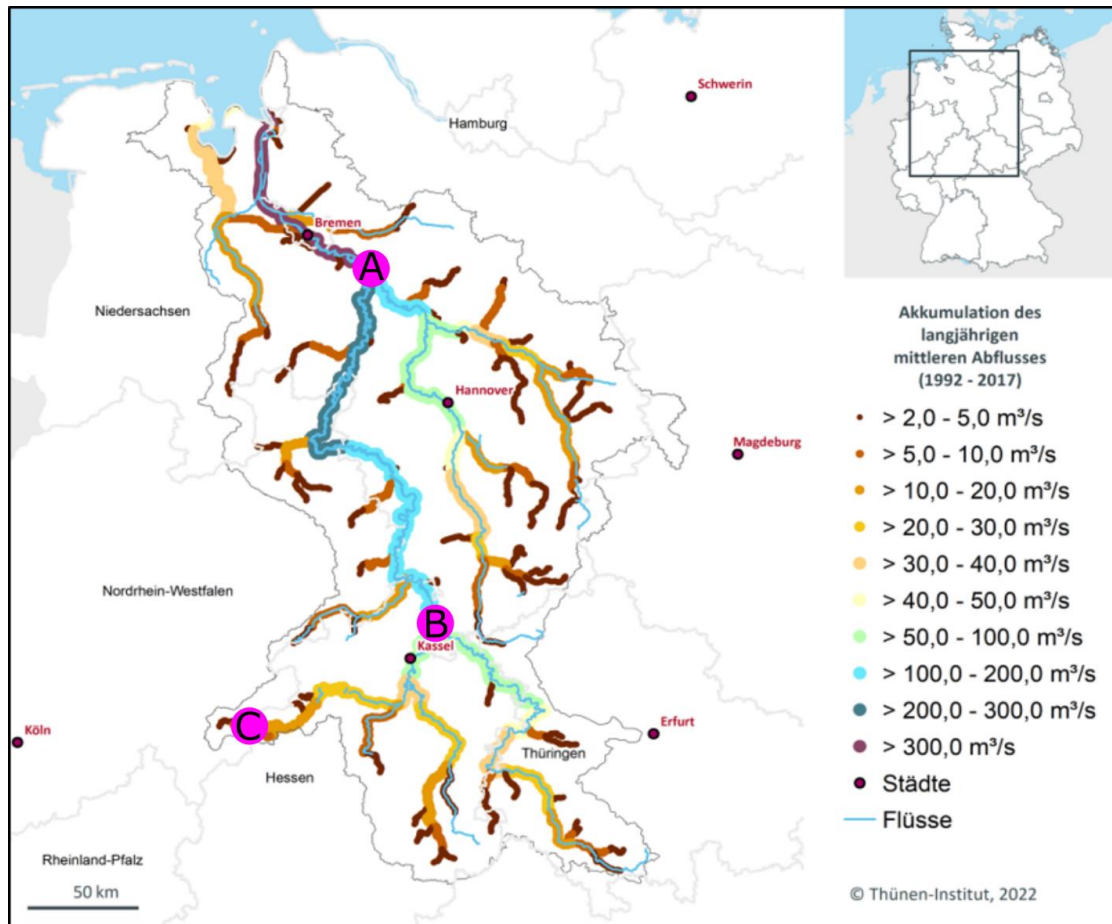 Schwerin
Hamburg
Bremen
A
Niedersachsen
Hannover
Magdeburg
Nordrhein-Westfalen
B
Kassel
C
Köln
Erfurt
Thüringen
Hessen
Rheinland-Pfalz
50 km
Akkumulation des
langjährigen
mittleren Abflusses
(1992 - 2017)
> 2,0 - 5,0 m³/s
> 5,0 - 10,0 m³/s
> 10,0 - 20,0 m³/s
> 20,0 - 30,0 m³/s
> 30,0 - 40,0 m³/s
> 40,0 - 50,0 m³/s
> 50,0 - 100,0 m³/s
> 100,0 - 200,0 m³/s
> 200,0 - 300,0 m³/s
> 300,0 m³/s
Städte
Flüsse
© Thünen-Institut, 2022